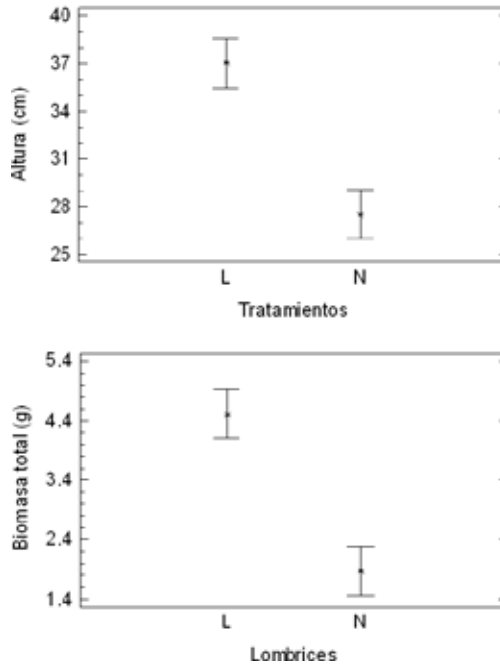 Altura (cm)
40
37
34
31
28
25
L N
Tratamientos
Biomasa total (g)
5.4
4.4
3.4
2.4
1.4
L N
Lombrices